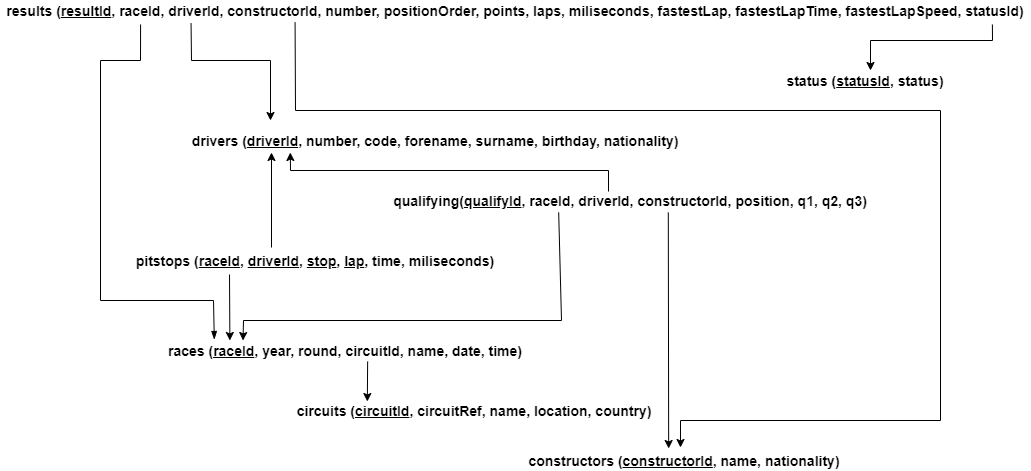 results (resultId, raceId, driverId, constructorId, number, positionOrder, points, laps, miliseconds, fastestLap, fastestLapTime, fastestLapSpeed, statusId)
status (statusId, status)
drivers (driverId, number, code, forename, surname, birthday, nationality)
qualifying(qualifyId, raceId, driverId, constructorId, position, q1, q2, q3)
pitstops (raceId, driverId, stop, lap, time, miliseconds)
races (raceId, year, round, circuitId, name, date, time)
circuits (circuitId, circuitRef, name, location, country)
constructors (constructorId, name, nationality)